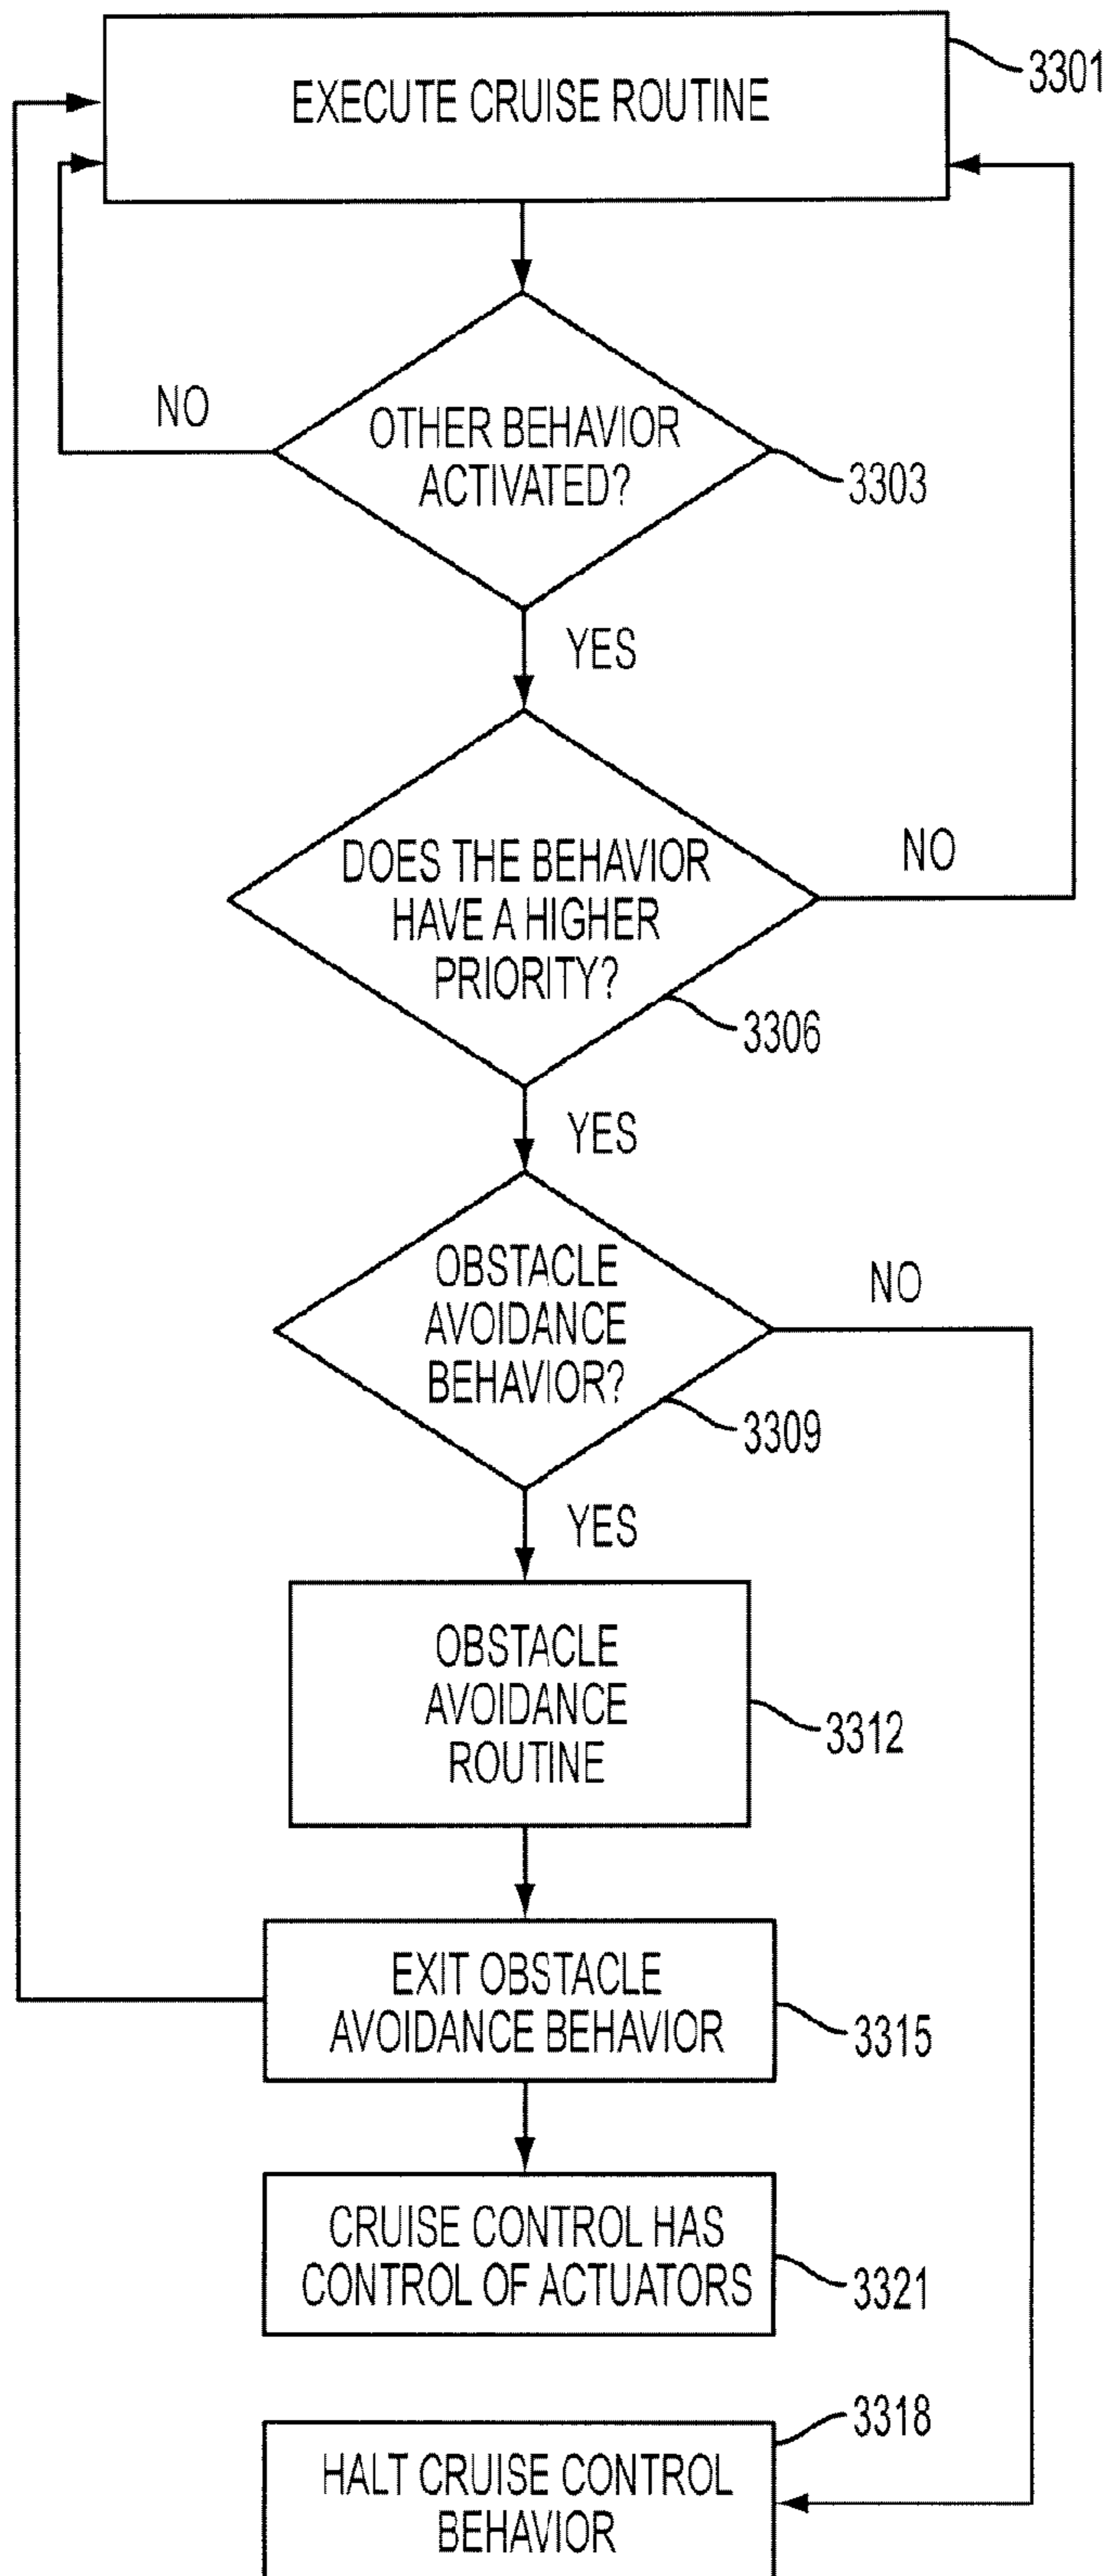 EXECUTE CRUISE ROUTINE
3301
NO
OTHER BEHAVIOR
ACTIVATED?
3303
YES
DOES THE BEHAVIOR
HAVE A HIGHER
PRIORITY?
NO
3306
YES
OBSTACLE
AVOIDANCE
BEHAVIOR?
NO
3309
YES
OBSTACLE
AVOIDANCE
ROUTINE
3312
EXIT OBSTACLE
AVOIDANCE BEHAVIOR
3315
CRUISE CONTROL HAS
CONTROL OF ACTUATORS
3321
3318
HALT CRUISE CONTROL
BEHAVIOR